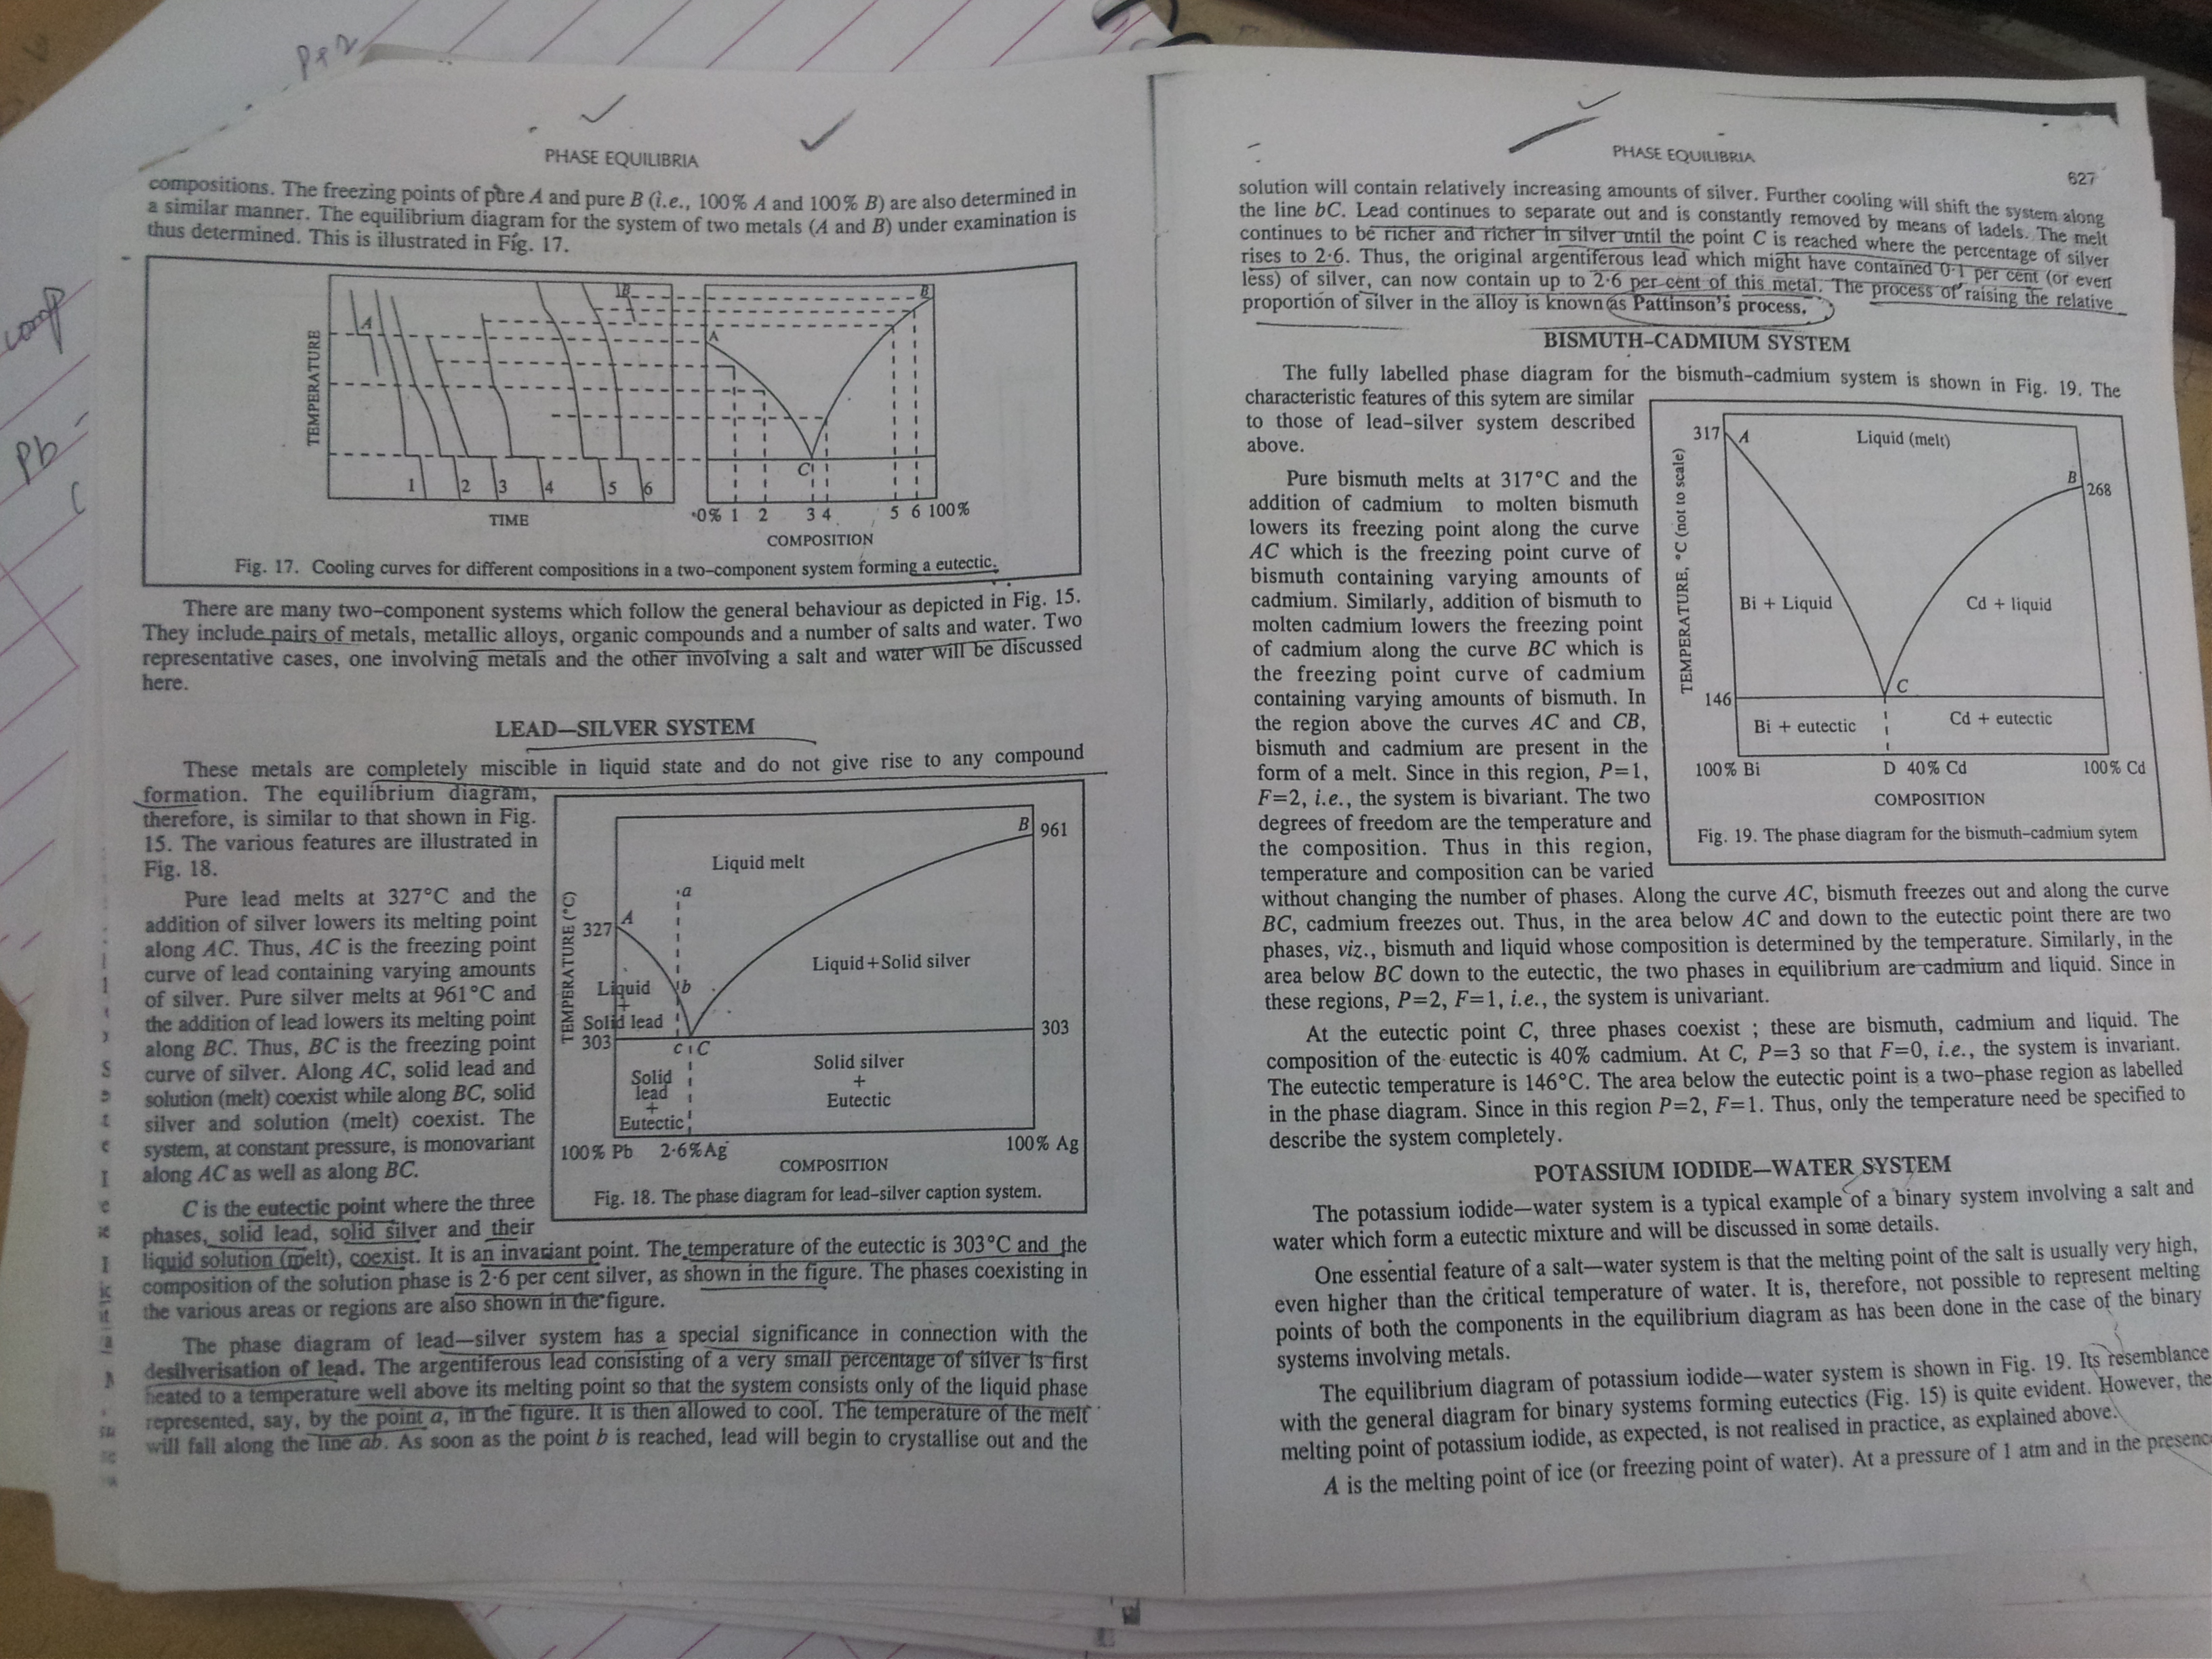 loop
Pb
PHASE EQUILIBRIA
compositions. The freezing points of pure A and pure B (i.e., 100% A and 100% B) are also determined in
a similar manner. The equilibrium diagram for the system of two metals (A and B) under examination is
thus determined. This is illustrated in Fig. 17.
TEMPERATURE
A
B
1 2 3 4 5 6
TIME
A
B
C
0% 1 2 3 4 5 6 100%
COMPOSITION
Fig. 17. Cooling curves for different compositions in a two-component system forming a eutectic.
There are many two-component systems which follow the general behaviour as depicted in Fig. 15.
They include pairs of metals, metallic alloys, organic compounds and a number of salts and water. Two
representative cases, one involving metals and the other involving a salt and water will be discussed
here.
LEAD—SILVER SYSTEM
These metals are completely miscible in liquid state and do not give rise to any compound
formation. The equilibrium diagram,
therefore, is similar to that shown in Fig.
15. The various features are illustrated in
Fig. 18.
Pure lead melts at 327°C and the
addition of silver lowers its melting point
along AC. Thus, AC is the freezing point
curve of lead containing varying amounts
of silver. Pure silver melts at 961°C and
the addition of lead lowers its melting point
along BC. Thus, BC is the freezing point
curve of silver. Along AC, solid lead and
solution (melt) coexist while along BC, solid
silver and solution (melt) coexist. The
system, at constant pressure, is monovariant
along AC as well as along BC.
TEMPERATURE (°C)
B 961
·a
Liquid melt
327 A
b
Liquid
+
Solid lead
Liquid+Solid silver
303
c C
303
Solid
lead
+
Eutectic
Solid silver
+
Eutectic
100% Pb 2·6%Ag 100% Ag
COMPOSITION
Fig. 18. The phase diagram for lead-silver caption system.
C is the eutectic point where the three
phases, solid lead, solid silver and their
liquid solution (melt), coexist. It is an invariant point. The temperature of the eutectic is 303°C and the
composition of the solution phase is 2·6 per cent silver, as shown in the figure. The phases coexisting in
the various areas or regions are also shown in the figure.
The phase diagram of lead—silver system has a special significance in connection with the
desilverisation of lead. The argentiferous lead consisting of a very small percentage of silver is first
heated to a temperature well above its melting point so that the system consists only of the liquid phase
represented, say, by the point a, in the figure. It is then allowed to cool. The temperature of the melt
will fall along the line ab. As soon as the point b is reached, lead will begin to crystallise out and the
PHASE EQUILIBRIA 627
solution will contain relatively increasing amounts of silver. Further cooling will shift the system along
the line bC. Lead continues to separate out and is constantly removed by means of ladels. The melt
continues to be richer and richer in silver until the point C is reached where the percentage of silver
rises to 2·6. Thus, the original argentiferous lead which might have contained 0·1 per cent (or even
less) of silver, can now contain up to 2·6 per cent of this metal. The process of raising the relative
proportion of silver in the alloy is known as Pattinson's process.
BISMUTH-CADMIUM SYSTEM
The fully labelled phase diagram for the bismuth-cadmium system is shown in Fig. 19. The
characteristic features of this sytem are similar
to those of lead-silver system described
above.
Pure bismuth melts at 317°C and the
addition of cadmium to molten bismuth
lowers its freezing point along the curve
AC which is the freezing point curve of
bismuth containing varying amounts of
cadmium. Similarly, addition of bismuth to
molten cadmium lowers the freezing point
of cadmium along the curve BC which is
the freezing point curve of cadmium
containing varying amounts of bismuth. In
the region above the curves AC and CB,
bismuth and cadmium are present in the
form of a melt. Since in this region, P=1,
F=2, i.e., the system is bivariant. The two
degrees of freedom are the temperature and
the composition. Thus in this region,
temperature and composition can be varied
TEMPERATURE, °C (not to scale)
317 A
Liquid (melt)
B 268
Bi + Liquid
Cd + liquid
146
C
Bi + eutectic
Cd + eutectic
100% Bi D 40% Cd 100% Cd
COMPOSITION
Fig. 19. The phase diagram for the bismuth-cadmium sytem
without changing the number of phases. Along the curve AC, bismuth freezes out and along the curve
BC, cadmium freezes out. Thus, in the area below AC and down to the eutectic point there are two
phases, viz., bismuth and liquid whose composition is determined by the temperature. Similarly, in the
area below BC down to the eutectic, the two phases in equilibrium are cadmium and liquid. Since in
these regions, P=2, F=1, i.e., the system is univariant.
At the eutectic point C, three phases coexist ; these are bismuth, cadmium and liquid. The
composition of the eutectic is 40% cadmium. At C, P=3 so that F=0, i.e., the system is invariant.
The eutectic temperature is 146°C. The area below the eutectic point is a two-phase region as labelled
in the phase diagram. Since in this region P=2, F=1. Thus, only the temperature need be specified to
describe the system completely.
POTASSIUM IODIDE—WATER SYSTEM
The potassium iodide—water system is a typical example of a binary system involving a salt and
water which form a eutectic mixture and will be discussed in some details.
One essential feature of a salt—water system is that the melting point of the salt is usually very high,
even higher than the critical temperature of water. It is, therefore, not possible to represent melting
points of both the components in the equilibrium diagram as has been done in the case of the binary
systems involving metals.
The equilibrium diagram of potassium iodide—water system is shown in Fig. 19. Its resemblance
with the general diagram for binary systems forming eutectics (Fig. 15) is quite evident. However, the
melting point of potassium iodide, as expected, is not realised in practice, as explained above.
A is the melting point of ice (or freezing point of water). At a pressure of 1 atm and in the